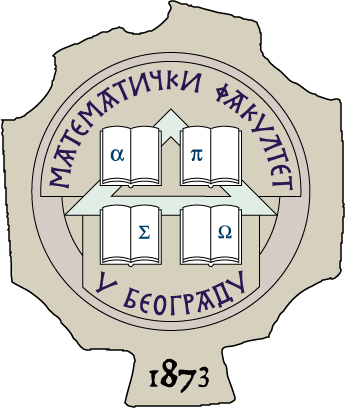 МАТЕМАТИЧКИ ФАКУЛТЕТ
α π
Σ Ω
У БЕОГРАДУ
1873